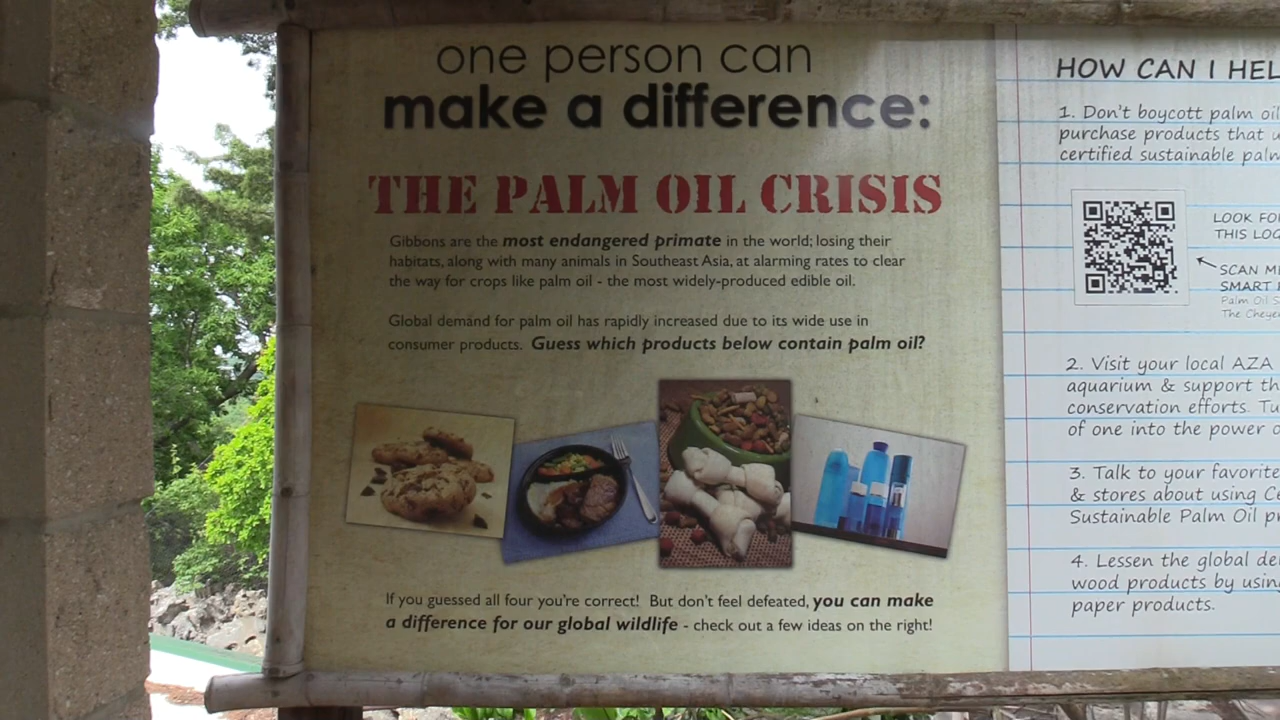 one person can
make a difference:
THE PALM OIL CRISIS
Gibbons are the most endangered primate in the world; losing their
habitats, along with many animals in Southeast Asia, at alarming rates to clear
the way for crops like palm oil - the most widely-produced edible oil.
Global demand for palm oil has rapidly increased due to its wide use in
consumer products. Guess which products below contain palm oil?
If you guessed all four you're correct! But don't feel defeated, you can make
a difference for our global wildlife - check out a few ideas on the right!
HOW CAN I HEL
1. Don't boycott palm oil
purchase products that u
certified sustainable palm
LOOK FO
THIS LOG
SCAN ME
SMART
Palm Oil S
The Cheye
2. Visit your local AZA
aquarium & support th
conservation efforts. Tu
of one into the power o
3. Talk to your favorite
& stores about using C
Sustainable Palm Oil pr
4. Lessen the global de
wood products by usin
paper products.